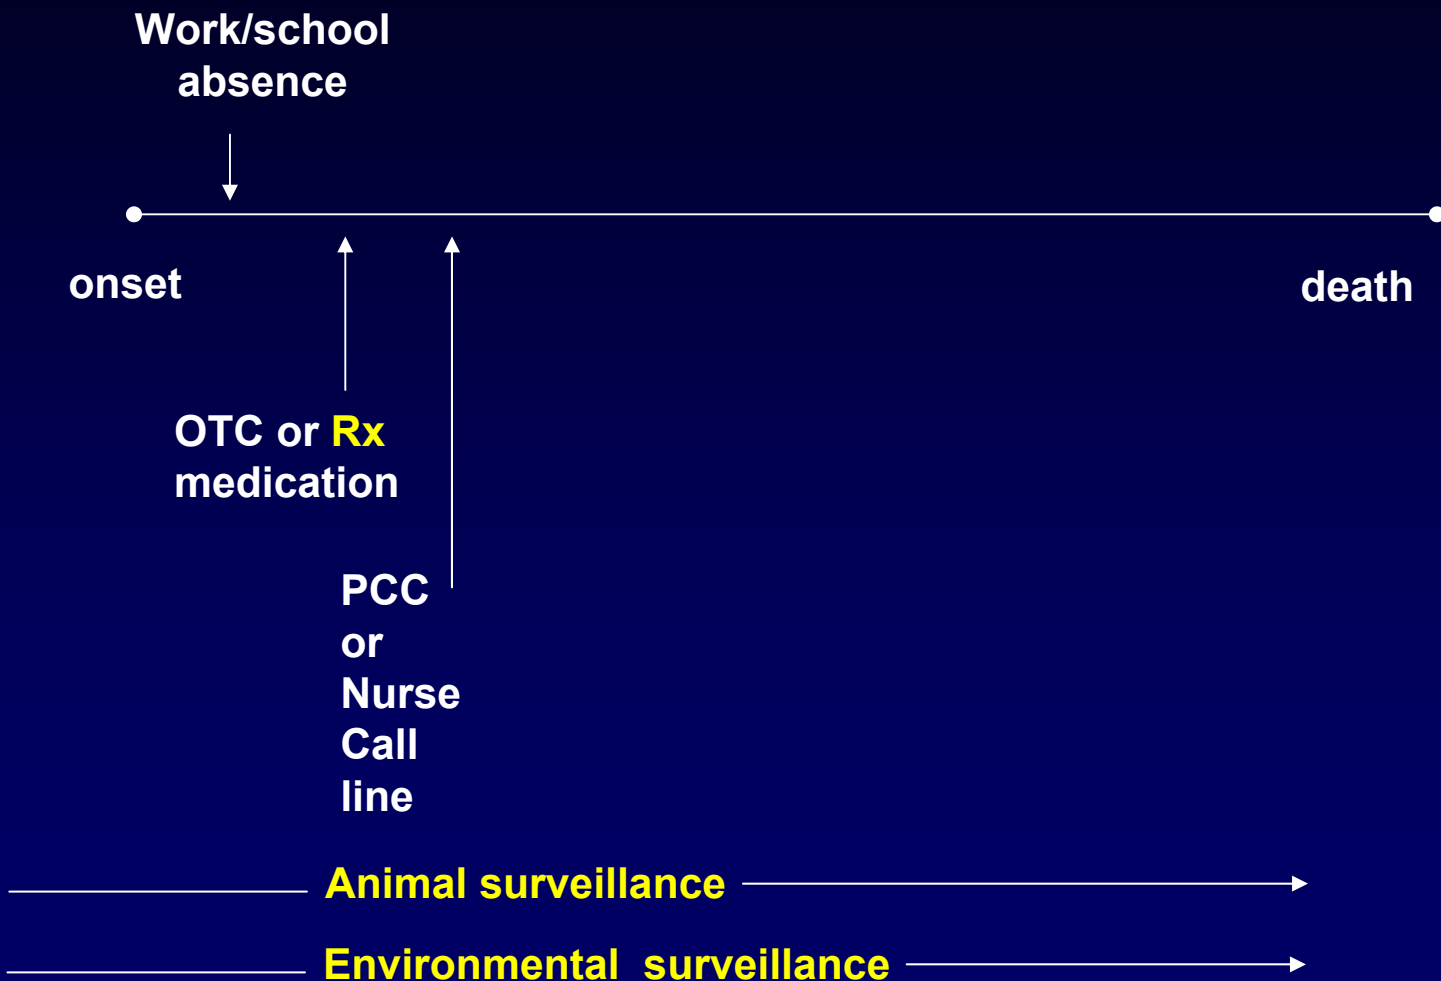 Work/school
absence
onset
death
OTC or Rx
medication
PCC
or
Nurse
Call
line
Animal surveillance
Environmental surveillance